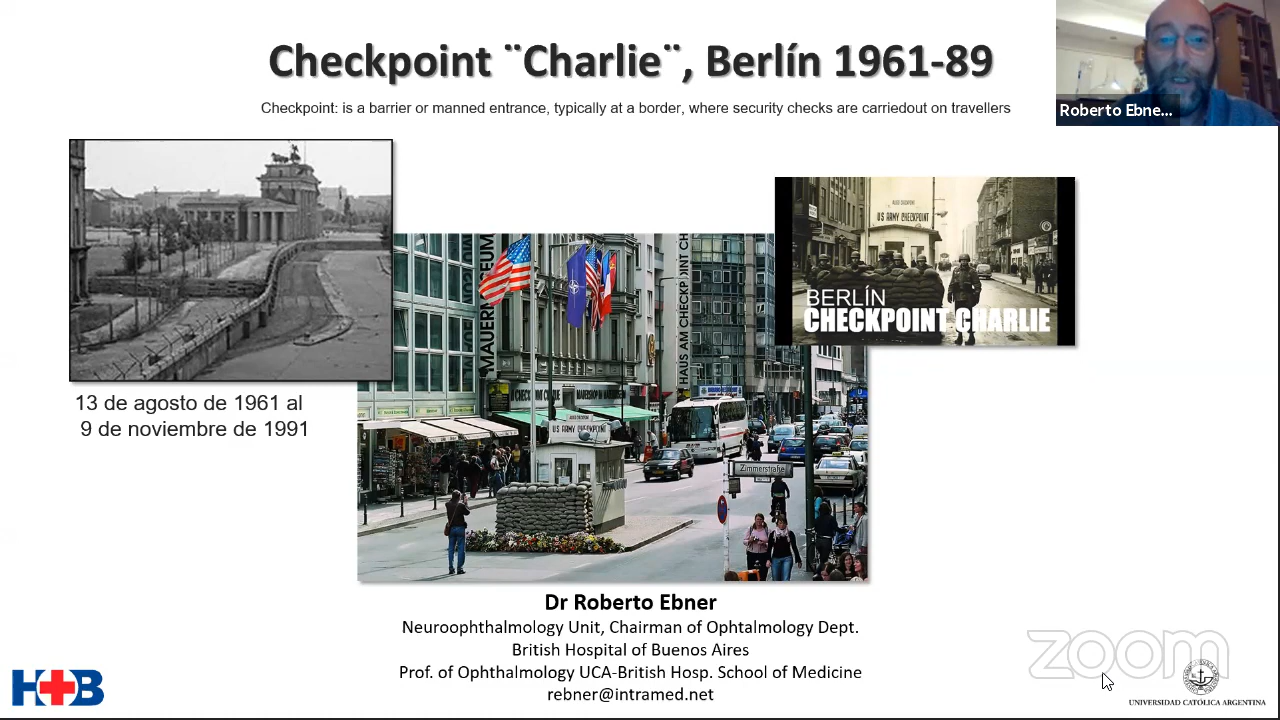 Checkpoint ¨Charlie¨, Berlín 1961-89
Checkpoint: is a barrier or manned entrance, typically at a border, where security checks are carriedout on travellers
Roberto Ebne...
U.S. ARMY CHECKPOINT
BERLÍN
CHECKPOINT CHARLIE
MAUERMUSEUM
HAUS AM CHECKPOINT CH
13 de agosto de 1961 al
9 de noviembre de 1991
US ARMY CHECKPOINT
Zimmerstraße
Dr Roberto Ebner
Neuroophthalmology Unit, Chairman of Ophtalmology Dept.
British Hospital of Buenos Aires
Prof. of Ophthalmology UCA-British Hosp. School of Medicine
rebner@intramed.net
zoom
HB
UNIVERSIDAD CATÓLICA ARGENTINA